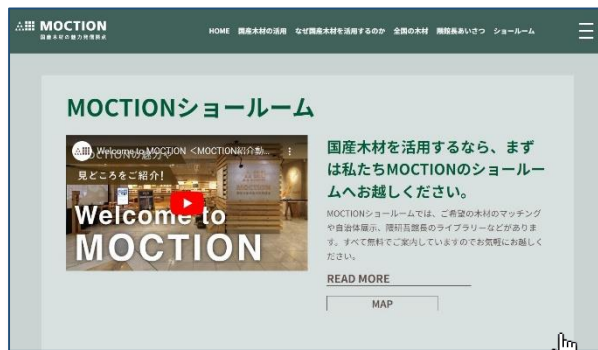 MOCTION
国産木材の魅力発信拠点
HOME 国産木材の活用 なぜ国産木材を活用するのか 全国の木材 隈館長あいさつ ショールーム
MOCTIONショールーム
Welcome to MOCTION <MOCTION紹介動...
MOCTIONの魅力や
見どころをご紹介!
Welcome to
MOCTION
国産木材を活用するなら、まず
は私たちMOCTIONのショールー
ムへお越しください。
MOCTIONショールームでは、ご希望の木材のマッチング
や自治体展示、隈研吾館長のライブラリーなどがありま
す。すべて無料でご案内していますのでお気軽にお越しく
ださい。
READ MORE
MAP